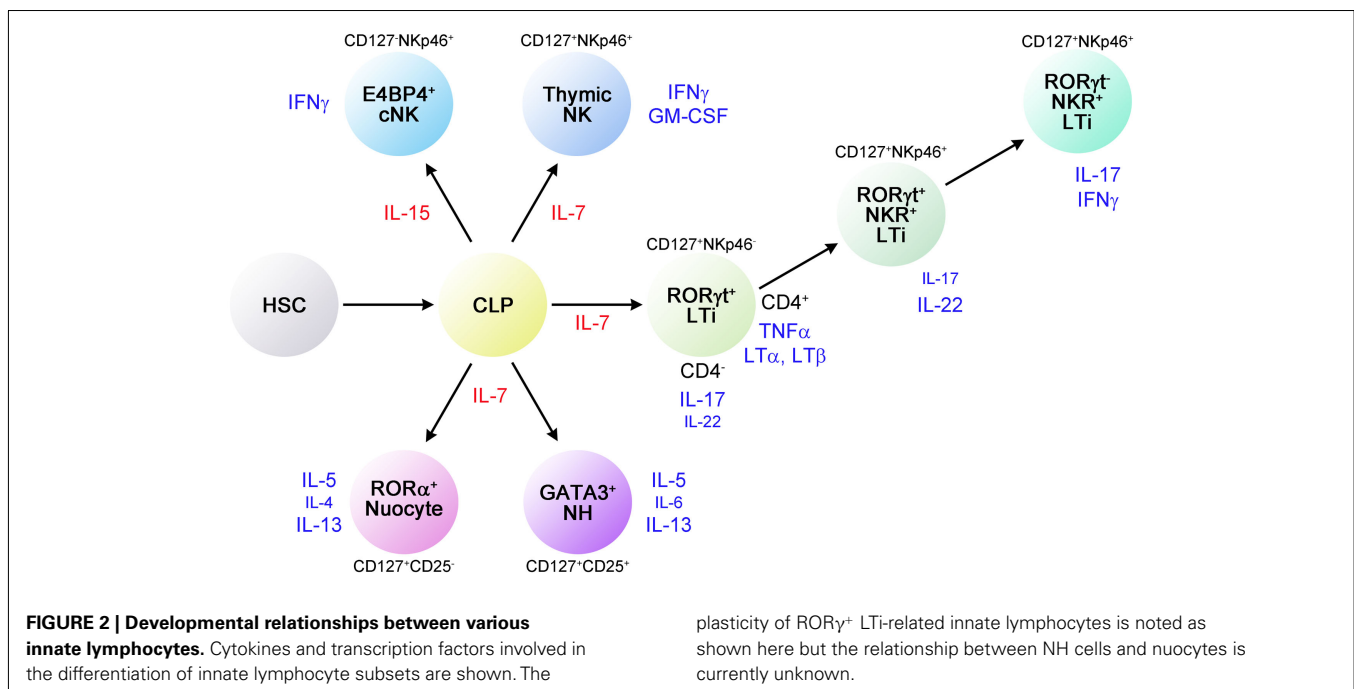 CD127⁻NKp46⁺
E4BP4⁺
cNK
IFNγ
CD127⁺NKp46⁺
Thymic
NK
IFNγ
GM-CSF
CD127⁺NKp46⁺
RORγt⁻
NKR⁺
LTi
IL-17
IFNγ
CD127⁺NKp46⁺
RORγt⁺
NKR⁺
LTi
IL-17
IL-22
IL-15
IL-7
HSC
CLP
IL-7
CD127⁺NKp46⁻
RORγt⁺
LTi
CD4⁺
TNFα
LTα, LTβ
CD4⁻
IL-17
IL-22
IL-7
IL-5
IL-4
IL-13
RORα⁺
Nuocyte
CD127⁺CD25⁻
GATA3⁺
NH
CD127⁺CD25⁺
IL-5
IL-6
IL-13
FIGURE 2 | Developmental relationships between various
innate lymphocytes. Cytokines and transcription factors involved in
the differentiation of innate lymphocyte subsets are shown. The
plasticity of RORγ⁺ LTi-related innate lymphocytes is noted as
shown here but the relationship between NH cells and nuocytes is
currently unknown.